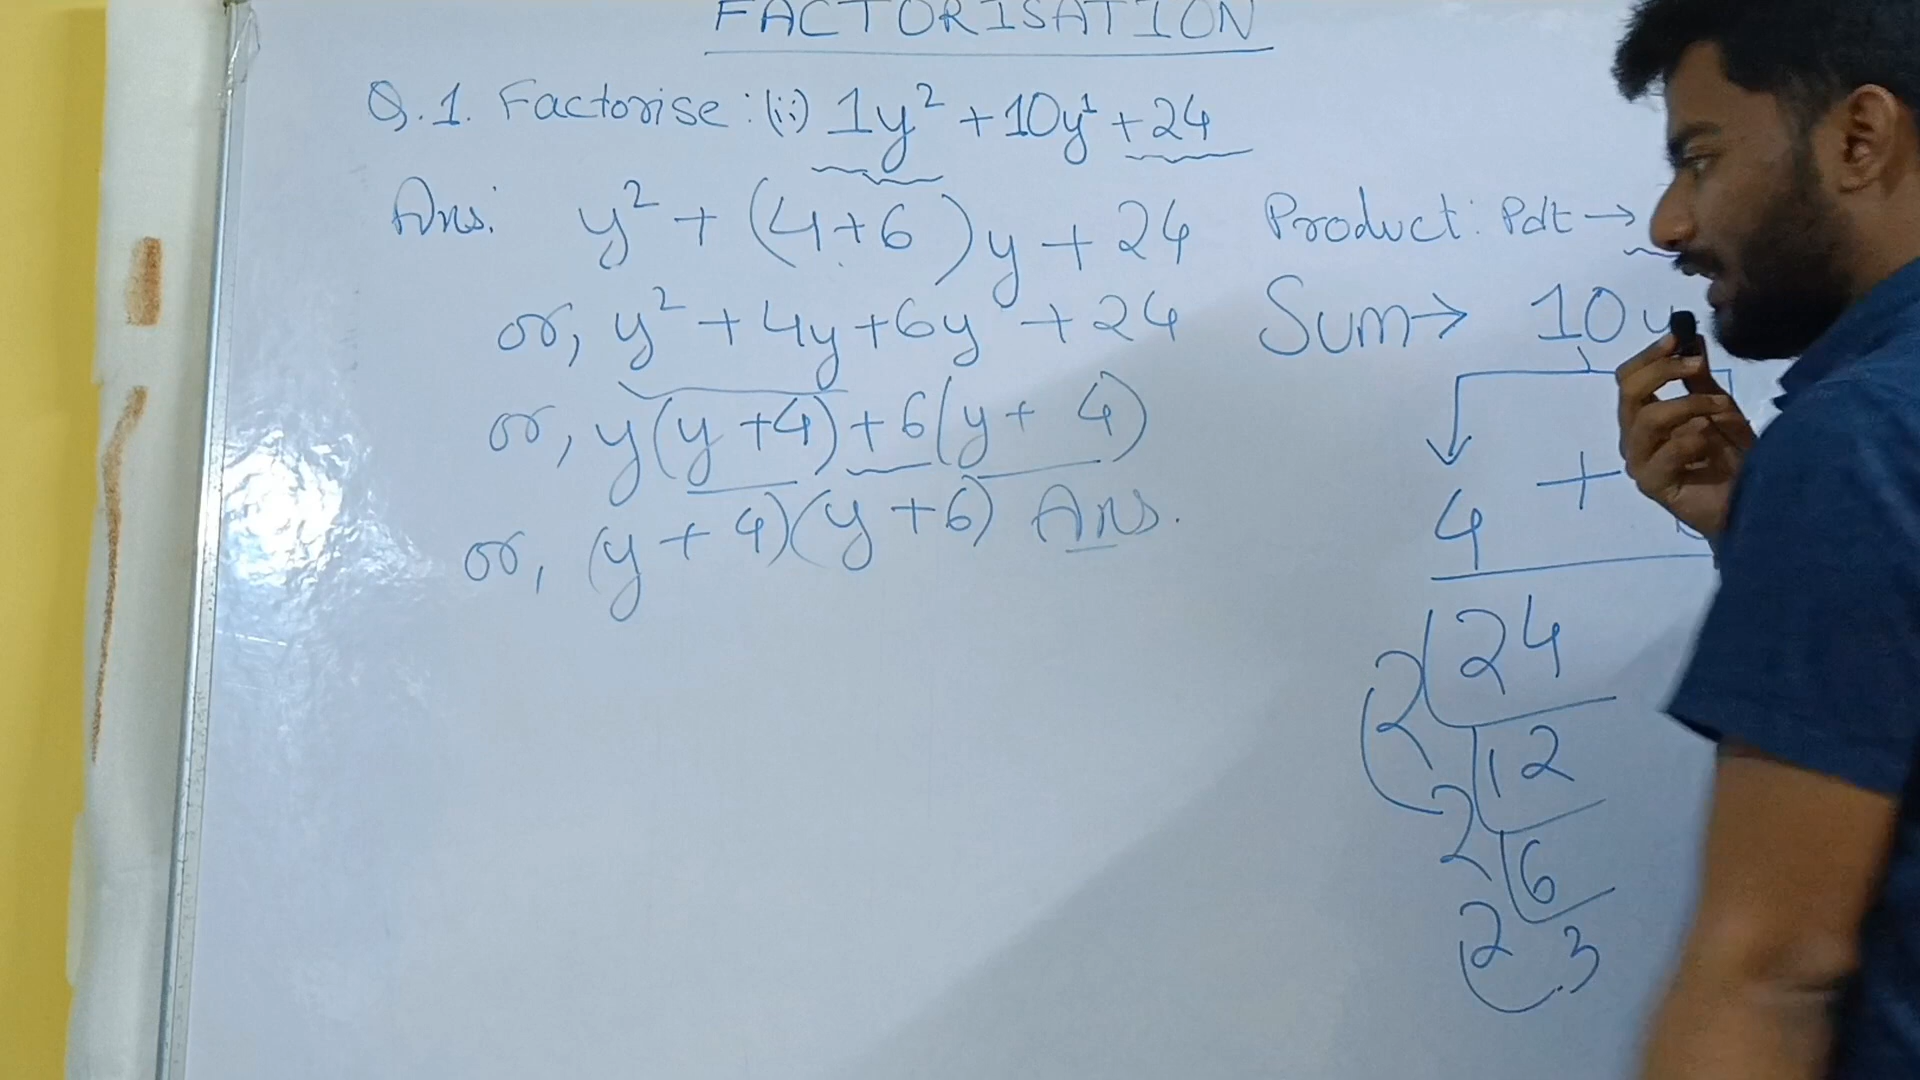 FACTORISATION
Q.1. Factorise: (ii) 1y² + 10y¹ + 24
Ans: y² + (4+6)y + 24
or, y² + 4y + 6y + 24
or, y(y+4) + 6(y+ 4)
or, (y + 4)(y + 6) Ans.
Product: Pdt →
Sum → 10y
4 +
2 24
2 12
2 6
3